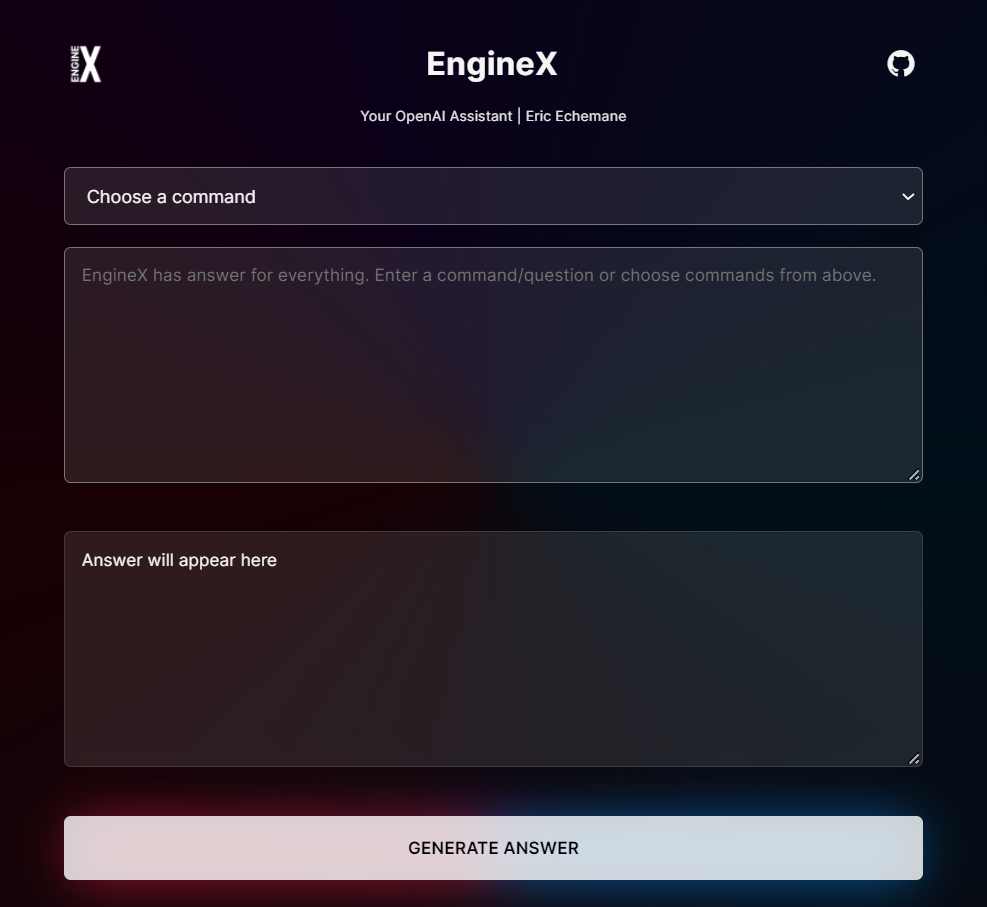 ENGINE X
EngineX
Your OpenAI Assistant | Eric Echemane
Choose a command
EngineX has answer for everything. Enter a command/question or choose commands from above.
Answer will appear here
GENERATE ANSWER